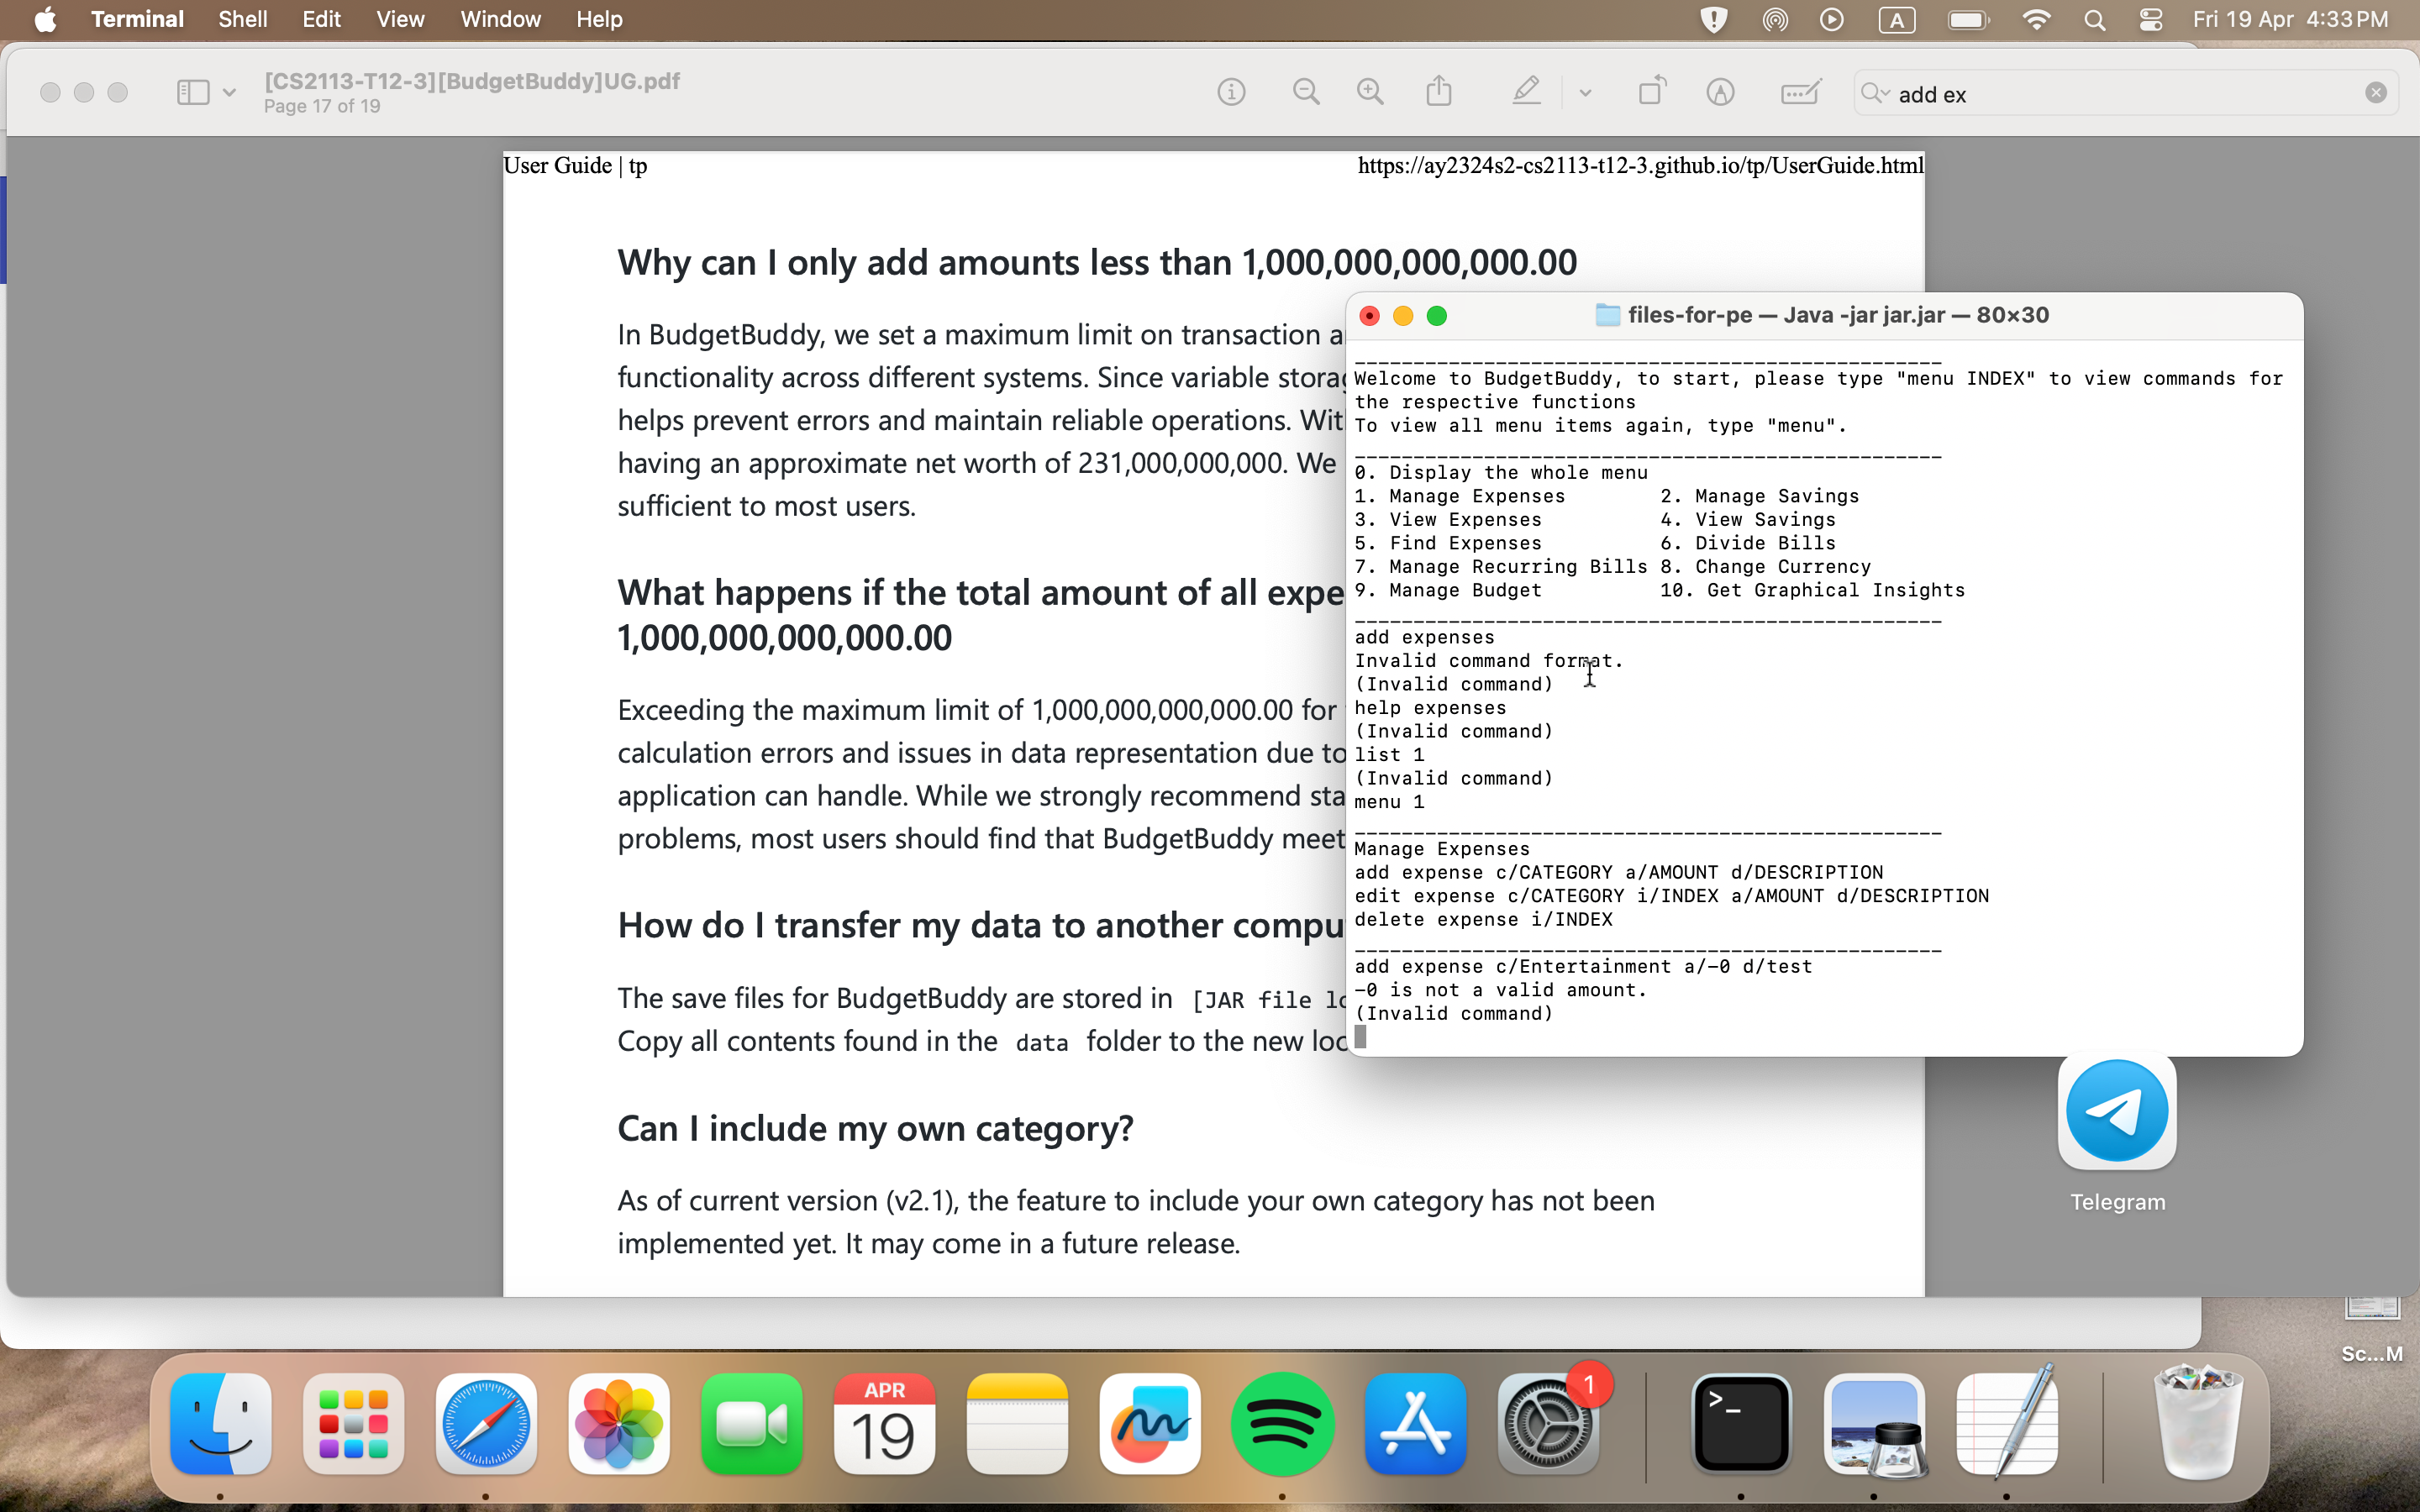 Terminal Shell Edit View Window Help
A Fri 19 Apr 4:33 PM
[CS2113-T12-3][BudgetBuddy]UG.pdf
Page 17 of 19
add ex
User Guide | tp https://ay2324s2-cs2113-t12-3.github.io/tp/UserGuide.html
Why can I only add amounts less than 1,000,000,000,000.00
In BudgetBuddy, we set a maximum limit on transaction a
functionality across different systems. Since variable stora
helps prevent errors and maintain reliable operations. Wit
having an approximate net worth of 231,000,000,000. We
sufficient to most users.
What happens if the total amount of all expe
1,000,000,000,000.00
Exceeding the maximum limit of 1,000,000,000,000.00 for
calculation errors and issues in data representation due to
application can handle. While we strongly recommend sta
problems, most users should find that BudgetBuddy meet
How do I transfer my data to another compu
The save files for BudgetBuddy are stored in [JAR file lo
Copy all contents found in the data folder to the new loc
Can I include my own category?
As of current version (v2.1), the feature to include your own category has not been
implemented yet. It may come in a future release.
files-for-pe — Java -jar jar.jar — 80×30
Welcome to BudgetBuddy, to start, please type "menu INDEX" to view commands for
the respective functions
To view all menu items again, type "menu".
0. Display the whole menu
1. Manage Expenses 2. Manage Savings
3. View Expenses 4. View Savings
5. Find Expenses 6. Divide Bills
7. Manage Recurring Bills 8. Change Currency
9. Manage Budget 10. Get Graphical Insights
add expenses
Invalid command format.
(Invalid command)
help expenses
(Invalid command)
list 1
(Invalid command)
menu 1
Manage Expenses
add expense c/CATEGORY a/AMOUNT d/DESCRIPTION
edit expense c/CATEGORY i/INDEX a/AMOUNT d/DESCRIPTION
delete expense i/INDEX
add expense c/Entertainment a/-0 d/test
-0 is not a valid amount.
(Invalid command)
Telegram
Sc...M
APR
19
1